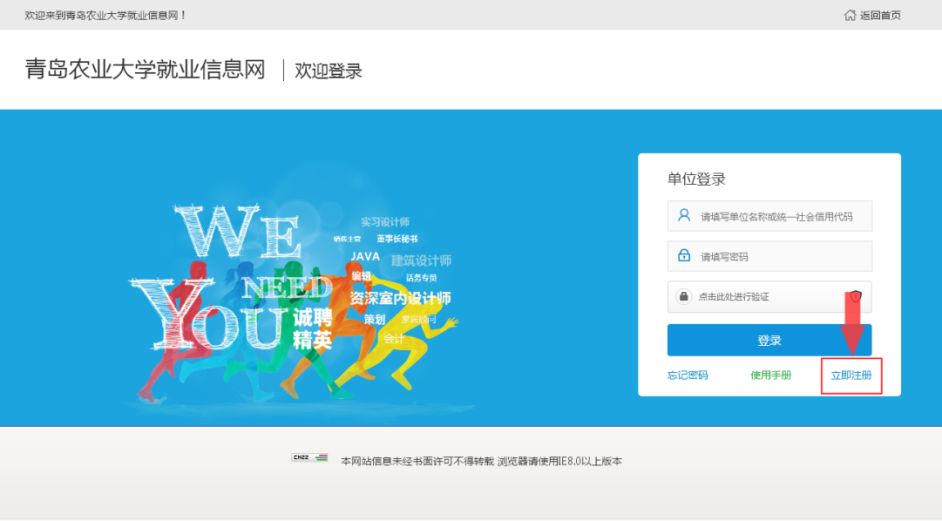 欢迎来到青岛农业大学就业信息网！
返回首页
青岛农业大学就业信息网
欢迎登录
单位登录
请填写单位名称或统一社会信用代码
请填写密码
点击此处进行验证
登录
忘记密码
使用手册
立即注册
WE
NEED
YOU
诚聘
精英
实习设计师
销售主管
董事长秘书
JAVA
建筑设计师
编辑
话务专员
资深室内设计师
策划
会计
CNZZ
本网站信息未经书面许可不得转载 浏览器请使用IE8.0以上版本